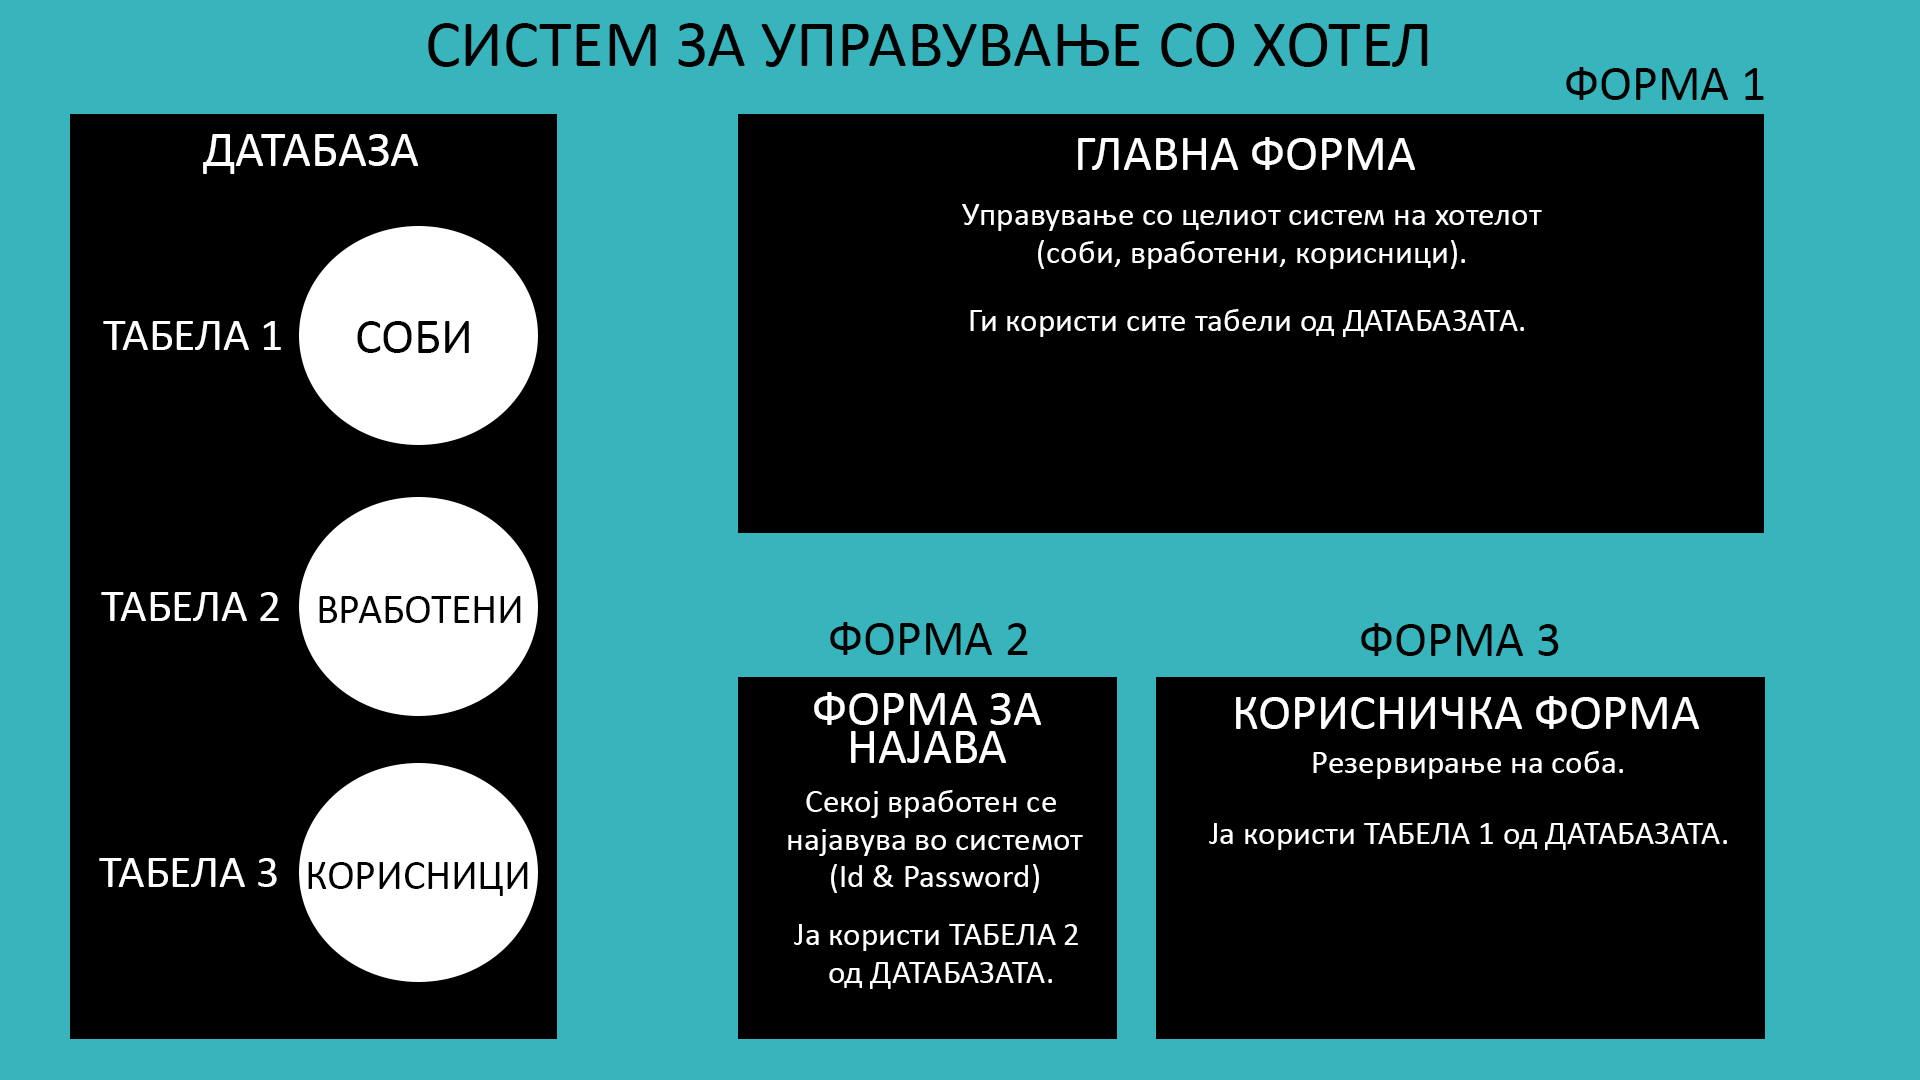 СИСТЕМ ЗА УПРАВУВАЊЕ СО ХОТЕЛ
ДАТАБАЗА
ТАБЕЛА 1
СОБИ
ТАБЕЛА 2
ВРАБОТЕНИ
ТАБЕЛА 3
КОРИСНИЦИ
ФОРМА 1
ГЛАВНА ФОРМА
Управување со целиот систем на хотелот
(соби, вработени, корисници).
Ги користи сите табели од ДАТАБАЗАТА.
ФОРМА 2
ФОРМА ЗА
НАЈАВА
Секој вработен се
најавува во системот
(Id & Password)
Ја користи ТАБЕЛА 2
од ДАТАБАЗАТА.
ФОРМА 3
КОРИСНИЧКА ФОРМА
Резервирање на соба.
Ја користи ТАБЕЛА 1 од ДАТАБАЗАТА.